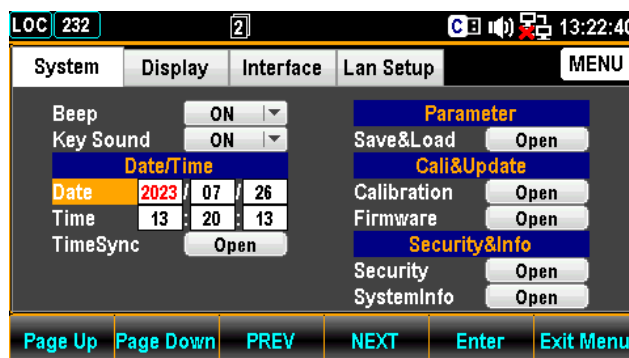 LOC 232 2 C 13:22:40
System Display Interface Lan Setup MENU
Beep ON
Key Sound ON
Date/Time
Date 2023 / 07 / 26
Time 13 : 20 : 13
TimeSync Open
Parameter
Save&Load Open
Cali&Update
Calibration Open
Firmware Open
Security&Info
Security Open
SystemInfo Open
Page Up Page Down PREV NEXT Enter Exit Menu